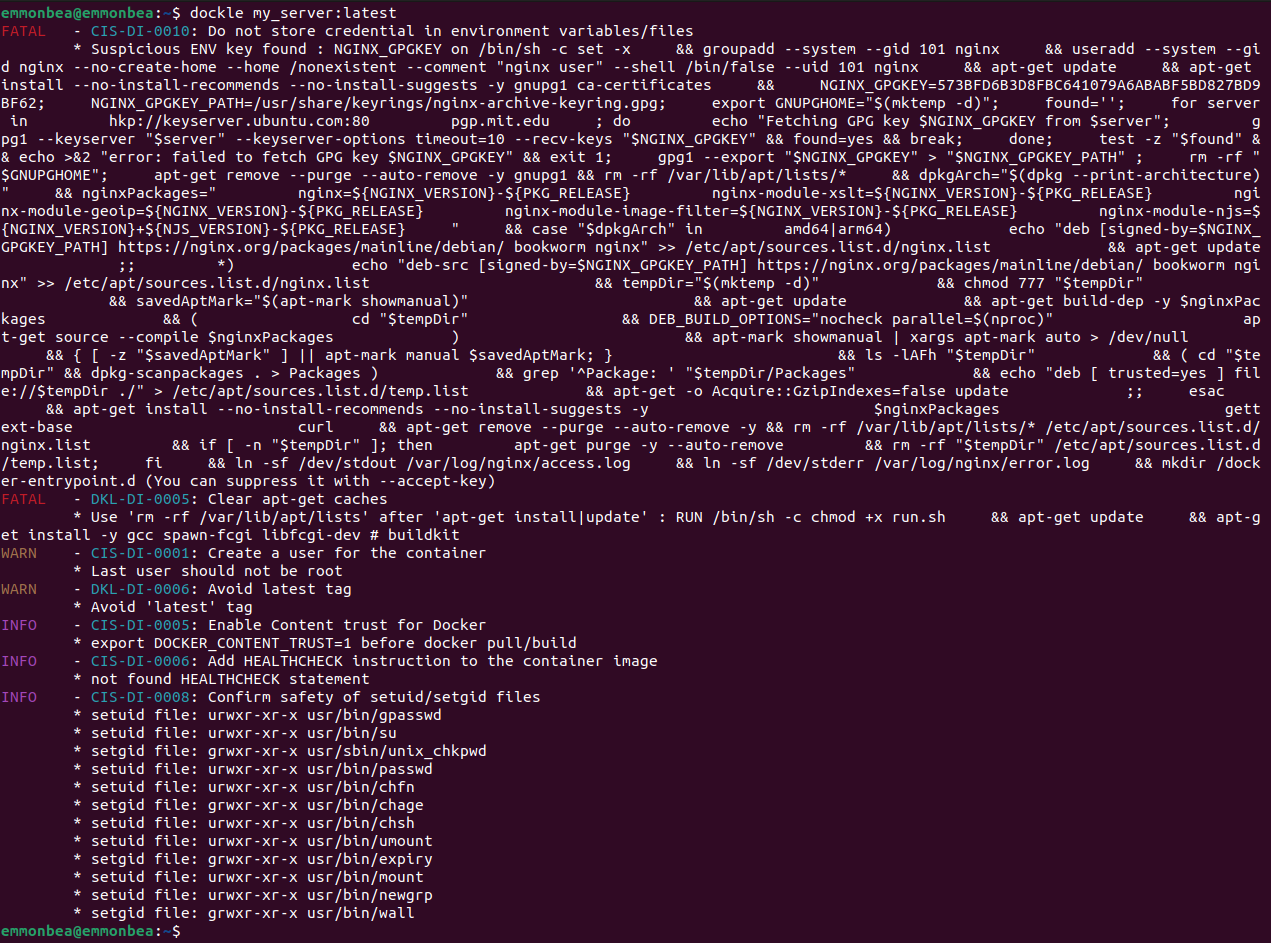 emmonbea@emmonbea:~$ dockle my_server:latest
FATAL   - CIS-DI-0010: Do not store credential in environment variables/files
        * Suspicious ENV key found : NGINX_GPGKEY on /bin/sh -c set -x     && groupadd --system --gid 101 nginx     && useradd --system --gi
d nginx --no-create-home --home /nonexistent --comment "nginx user" --shell /bin/false --uid 101 nginx     && apt-get update     && apt-get
install --no-install-recommends --no-install-suggests -y gnupg1 ca-certificates     &&     NGINX_GPGKEY=573BFD6B3D8FBC641079A6ABABF5BD827BD9
BF62;     NGINX_GPGKEY_PATH=/usr/share/keyrings/nginx-archive-keyring.gpg;     export GNUPGHOME="$(mktemp -d)";     found='';     for server
 in         hkp://keyserver.ubuntu.com:80         pgp.mit.edu     ; do         echo "Fetching GPG key $NGINX_GPGKEY from $server";         g
pg1 --keyserver "$server" --keyserver-options timeout=10 --recv-keys "$NGINX_GPGKEY" && found=yes && break;     done;     test -z "$found" &
& echo >&2 "error: failed to fetch GPG key $NGINX_GPGKEY" && exit 1;     gpg1 --export "$NGINX_GPGKEY" > "$NGINX_GPGKEY_PATH" ;     rm -rf "
$GNUPGHOME";     apt-get remove --purge --auto-remove -y gnupg1 && rm -rf /var/lib/apt/lists/*     && dpkgArch="$(dpkg --print-architecture)
"     && nginxPackages="         nginx=${NGINX_VERSION}-${PKG_RELEASE}         nginx-module-xslt=${NGINX_VERSION}-${PKG_RELEASE}         ngi
nx-module-geoip=${NGINX_VERSION}-${PKG_RELEASE}         nginx-module-image-filter=${NGINX_VERSION}-${PKG_RELEASE}         nginx-module-njs=$
{NGINX_VERSION}+${NJS_VERSION}-${PKG_RELEASE}     "     && case "$dpkgArch" in         amd64|arm64)             echo "deb [signed-by=$NGINX_
GPGKEY_PATH] https://nginx.org/packages/mainline/debian/ bookworm nginx" >> /etc/apt/sources.list.d/nginx.list             && apt-get update
             ;;         *)             echo "deb-src [signed-by=$NGINX_GPGKEY_PATH] https://nginx.org/packages/mainline/debian/ bookworm ngi
nx" >> /etc/apt/sources.list.d/nginx.list                         && tempDir="$(mktemp -d)"             && chmod 777 "$tempDir"
            && savedAptMark="$(apt-mark showmanual)"                         && apt-get update             && apt-get build-dep -y $nginxPac
kages             && (                 cd "$tempDir"                 && DEB_BUILD_OPTIONS="nocheck parallel=$(nproc)"                     ap
t-get source --compile $nginxPackages             )                         && apt-mark showmanual | xargs apt-mark auto > /dev/null
     && { [ -z "$savedAptMark" ] || apt-mark manual $savedAptMark; }                         && ls -lAFh "$tempDir"             && ( cd "$te
mpDir" && dpkg-scanpackages . > Packages )             && grep '^Package: ' "$tempDir/Packages"             && echo "deb [ trusted=yes ] fil
e://$tempDir ./" > /etc/apt/sources.list.d/temp.list             && apt-get -o Acquire::GzipIndexes=false update             ;;     esac
     && apt-get install --no-install-recommends --no-install-suggests -y                         $nginxPackages                         gett
ext-base                         curl     && apt-get remove --purge --auto-remove -y && rm -rf /var/lib/apt/lists/* /etc/apt/sources.list.d/
nginx.list         && if [ -n "$tempDir" ]; then         apt-get purge -y --auto-remove         && rm -rf "$tempDir" /etc/apt/sources.list.d
/temp.list;     fi     && ln -sf /dev/stdout /var/log/nginx/access.log     && ln -sf /dev/stderr /var/log/nginx/error.log     && mkdir /dock
er-entrypoint.d (You can suppress it with --accept-key)
FATAL   - DKL-DI-0005: Clear apt-get caches
        * Use 'rm -rf /var/lib/apt/lists' after 'apt-get install|update' : RUN /bin/sh -c chmod +x run.sh     && apt-get update     && apt-g
et install -y gcc spawn-fcgi libfcgi-dev # buildkit
WARN    - CIS-DI-0001: Create a user for the container
        * Last user should not be root
WARN    - DKL-DI-0006: Avoid latest tag
        * Avoid 'latest' tag
INFO    - CIS-DI-0005: Enable Content trust for Docker
        * export DOCKER_CONTENT_TRUST=1 before docker pull/build
INFO    - CIS-DI-0006: Add HEALTHCHECK instruction to the container image
        * not found HEALTHCHECK statement
INFO    - CIS-DI-0008: Confirm safety of setuid/setgid files
        * setuid file: urwxr-xr-x usr/bin/gpasswd
        * setuid file: urwxr-xr-x usr/bin/su
        * setgid file: grwxr-xr-x usr/sbin/unix_chkpwd
        * setuid file: urwxr-xr-x usr/bin/passwd
        * setuid file: urwxr-xr-x usr/bin/chfn
        * setgid file: grwxr-xr-x usr/bin/chage
        * setuid file: urwxr-xr-x usr/bin/chsh
        * setuid file: urwxr-xr-x usr/bin/umount
        * setgid file: grwxr-xr-x usr/bin/expiry
        * setuid file: urwxr-xr-x usr/bin/mount
        * setuid file: urwxr-xr-x usr/bin/newgrp
        * setgid file: grwxr-xr-x usr/bin/wall
emmonbea@emmonbea:~$